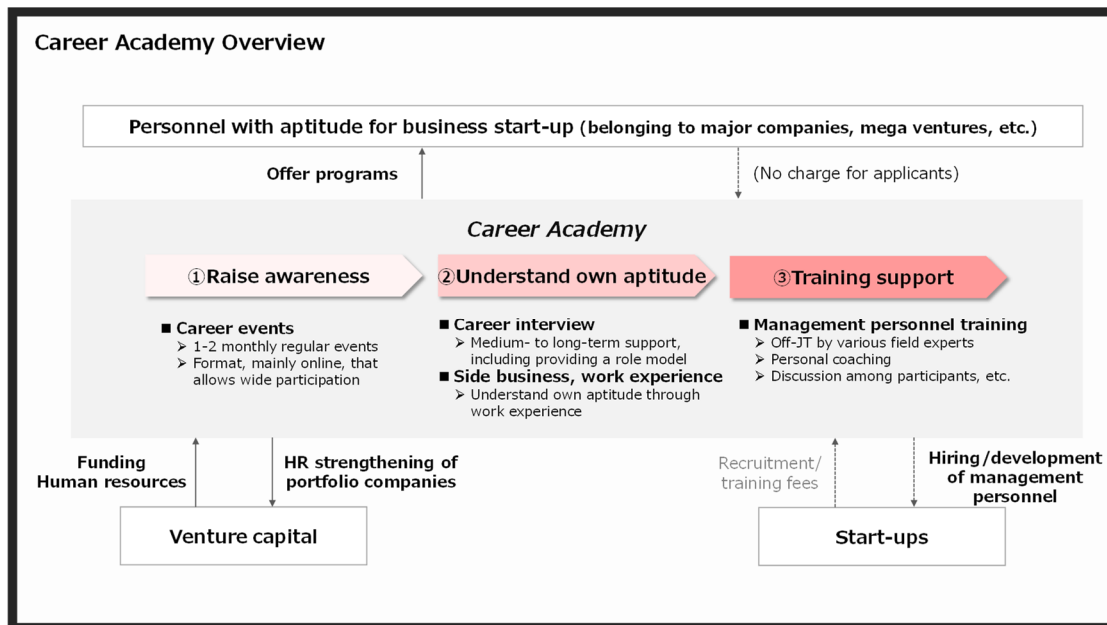 Career Academy Overview
Personnel with aptitude for business start-up (belonging to major companies, mega ventures, etc.)
Offer programs
(No charge for applicants)
Career Academy
①Raise awareness
②Understand own aptitude
③Training support
■ Career events
➢ 1-2 monthly regular events
➢ Format, mainly online, that
allows wide participation
■ Career interview
➢ Medium- to long-term support,
including providing a role model
■ Side business, work experience
➢ Understand own aptitude through
work experience
■ Management personnel training
➢ Off-JT by various field experts
➢ Personal coaching
➢ Discussion among participants, etc.
Funding
Human resources
HR strengthening of
portfolio companies
Recruitment/
training fees
Hiring/development
of management
personnel
Venture capital
Start-ups